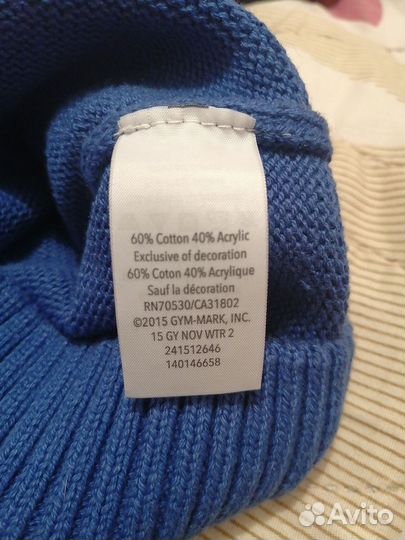 60% Cotton 40% Acrylic
Exclusive of decoration
60% Coton 40% Acrylique
Sauf la décoration
RN70530/CA31802
©2015 GYM-MARK, INC.
15 GY NOV WTR 2
241512646
140146658
Avito